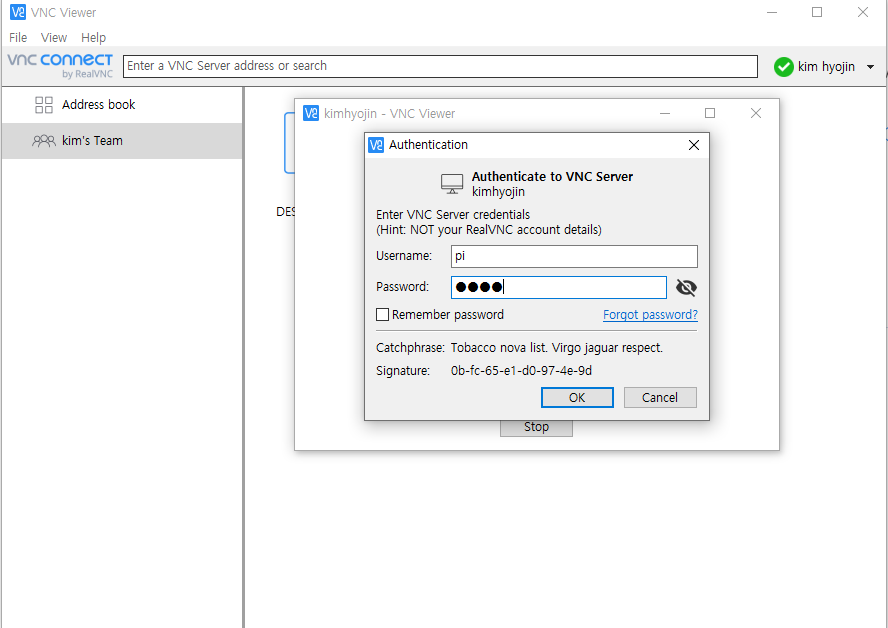 VNC Viewer
File View Help
vnc connect
by RealVNC
Enter a VNC Server address or search
kim hyojin
Address book
kim's Team
DES
kimhyojin - VNC Viewer
Authentication
Authenticate to VNC Server
kimhyojin
Enter VNC Server credentials
(Hint: NOT your RealVNC account details)
Username: pi
Password: ●●●●
Remember password Forgot password?
Catchphrase: Tobacco nova list. Virgo jaguar respect.
Signature: 0b-fc-65-e1-d0-97-4e-9d
OK Cancel
Stop